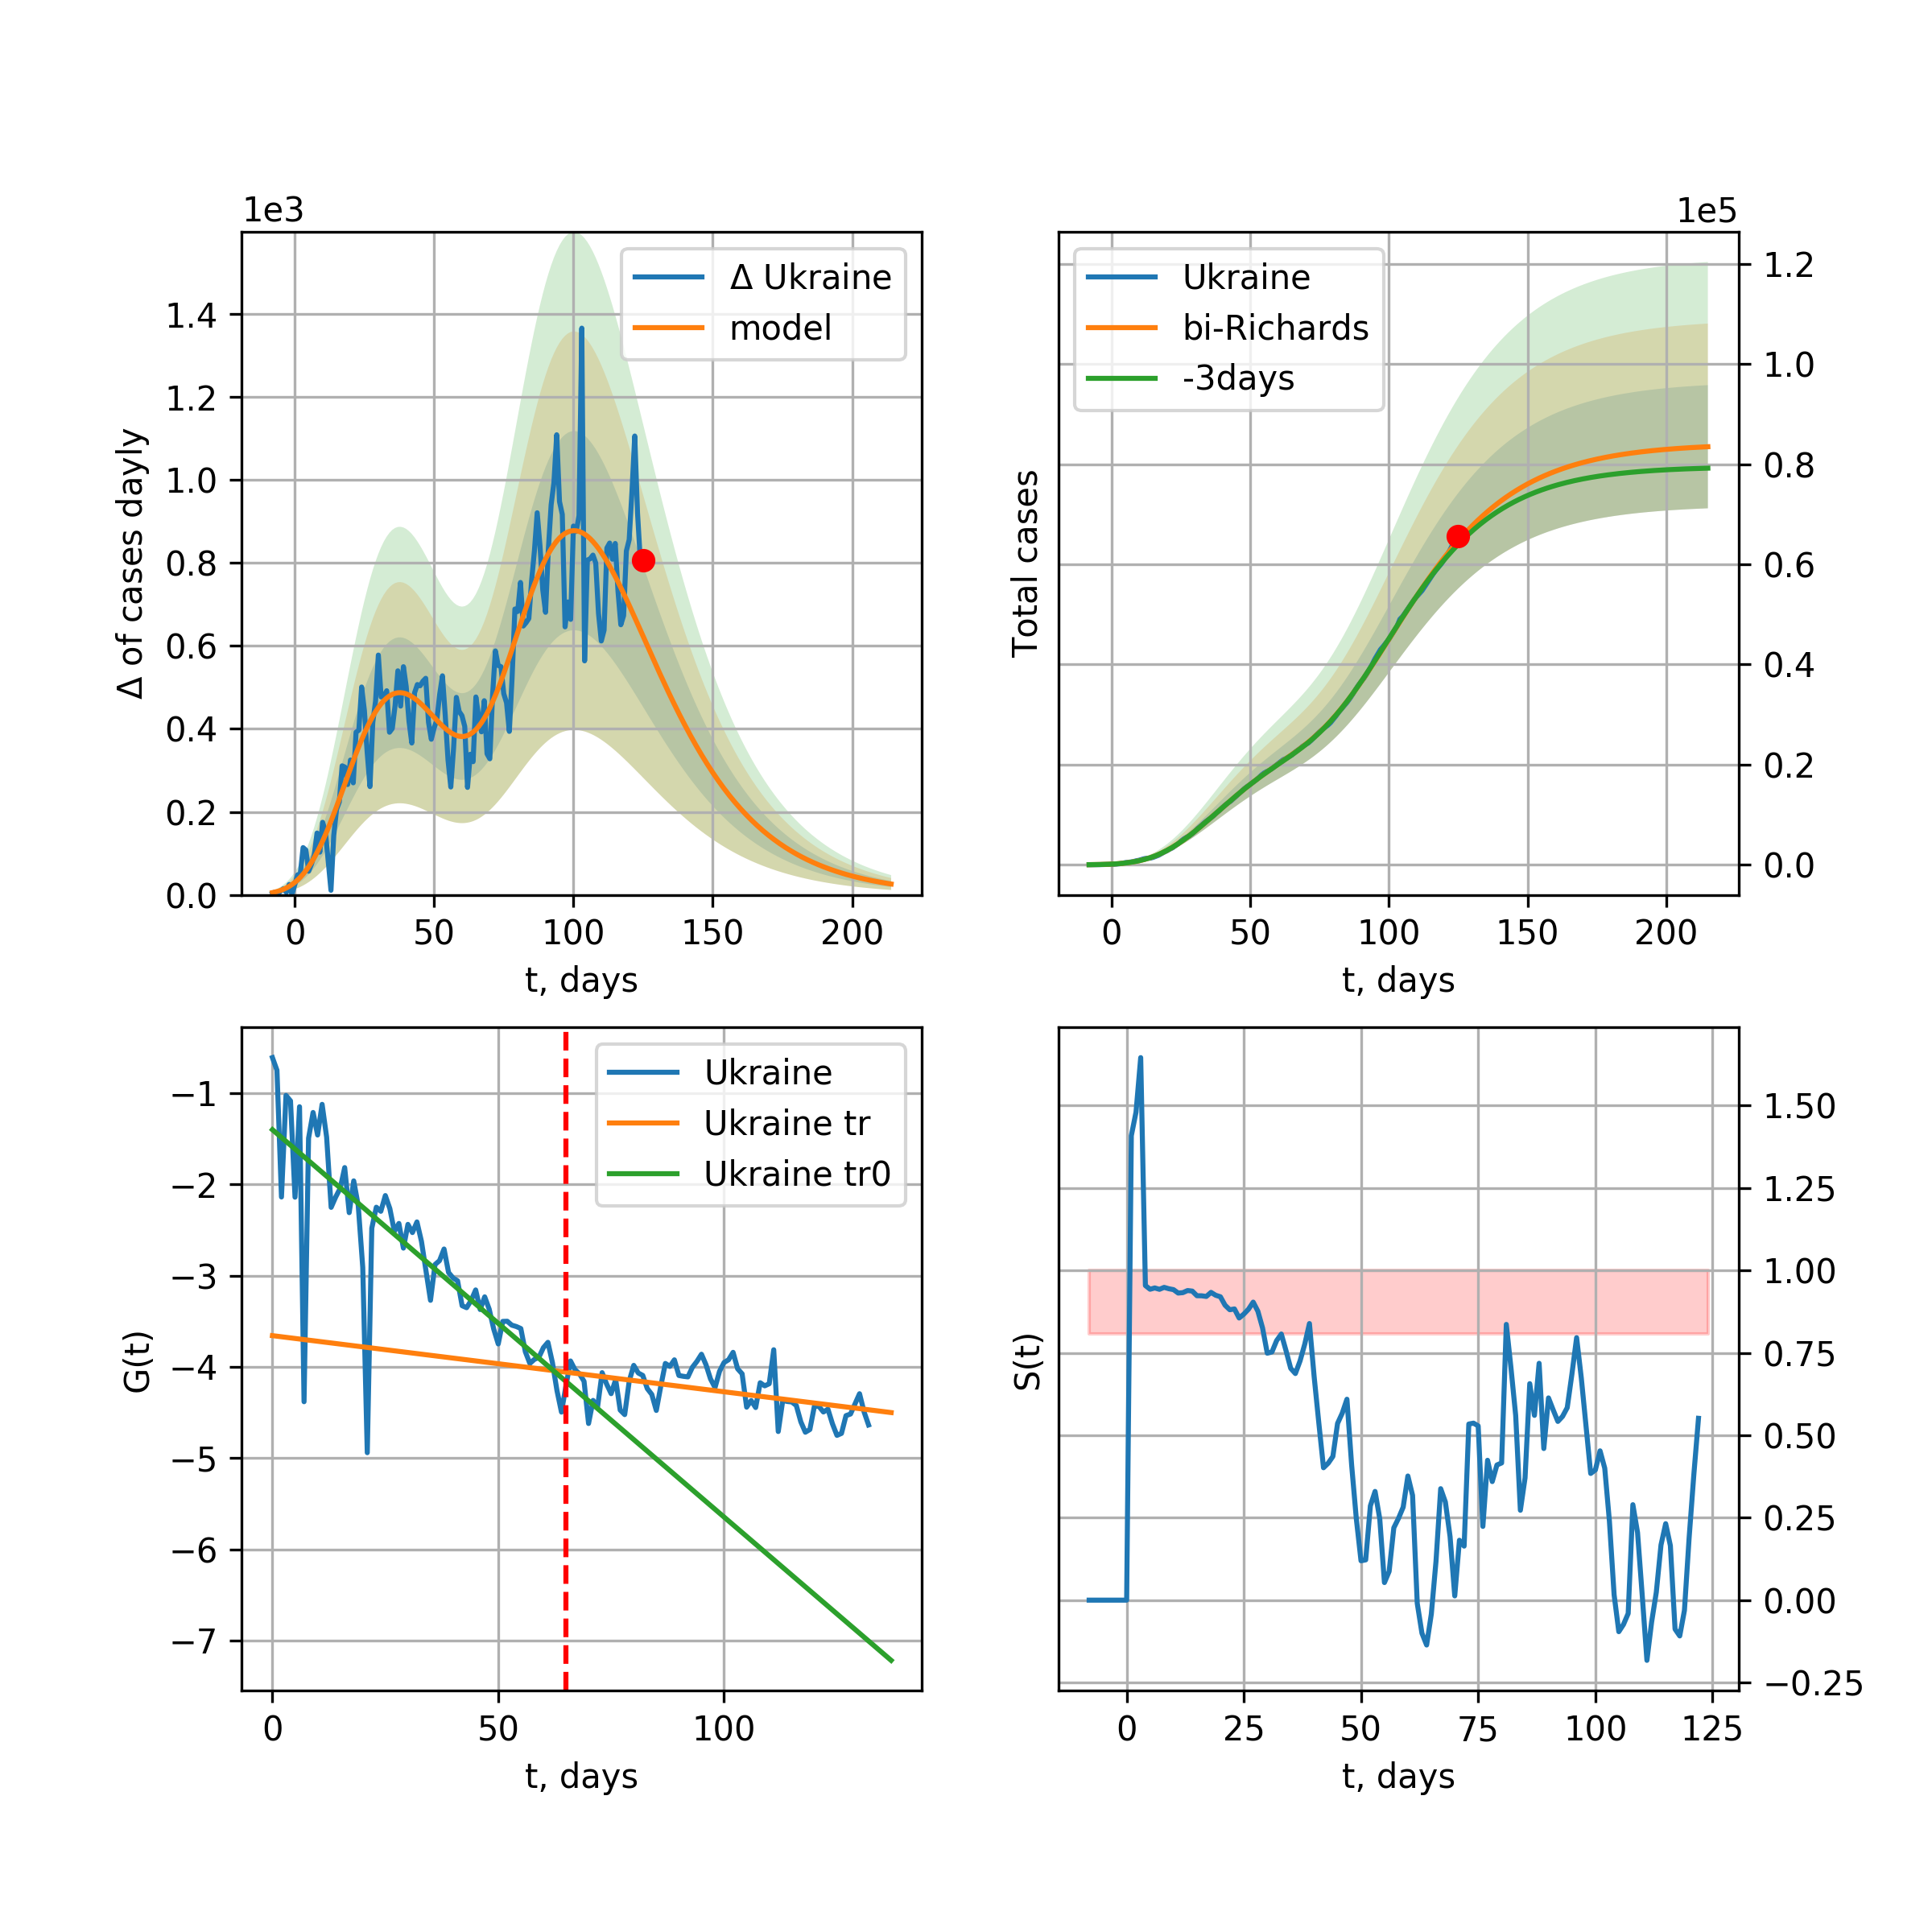 1e3
Δ Ukraine
model
1.4
1.2
1.0
0.8
0.6
0.4
0.2
0.0
Δ of cases dayly
0 50 100 150 200
t, days
1e5
Ukraine
bi-Richards
-3days
Total cases
1.2
1.0
0.8
0.6
0.4
0.2
0.0
0 50 100 150 200
t, days
Ukraine
Ukraine tr
Ukraine tr0
−1
−2
−3
−4
−5
−6
−7
G(t)
0 50 100
t, days
S(t)
1.50
1.25
1.00
0.75
0.50
0.25
0.00
−0.25
0 25 50 75 100 125
t, days